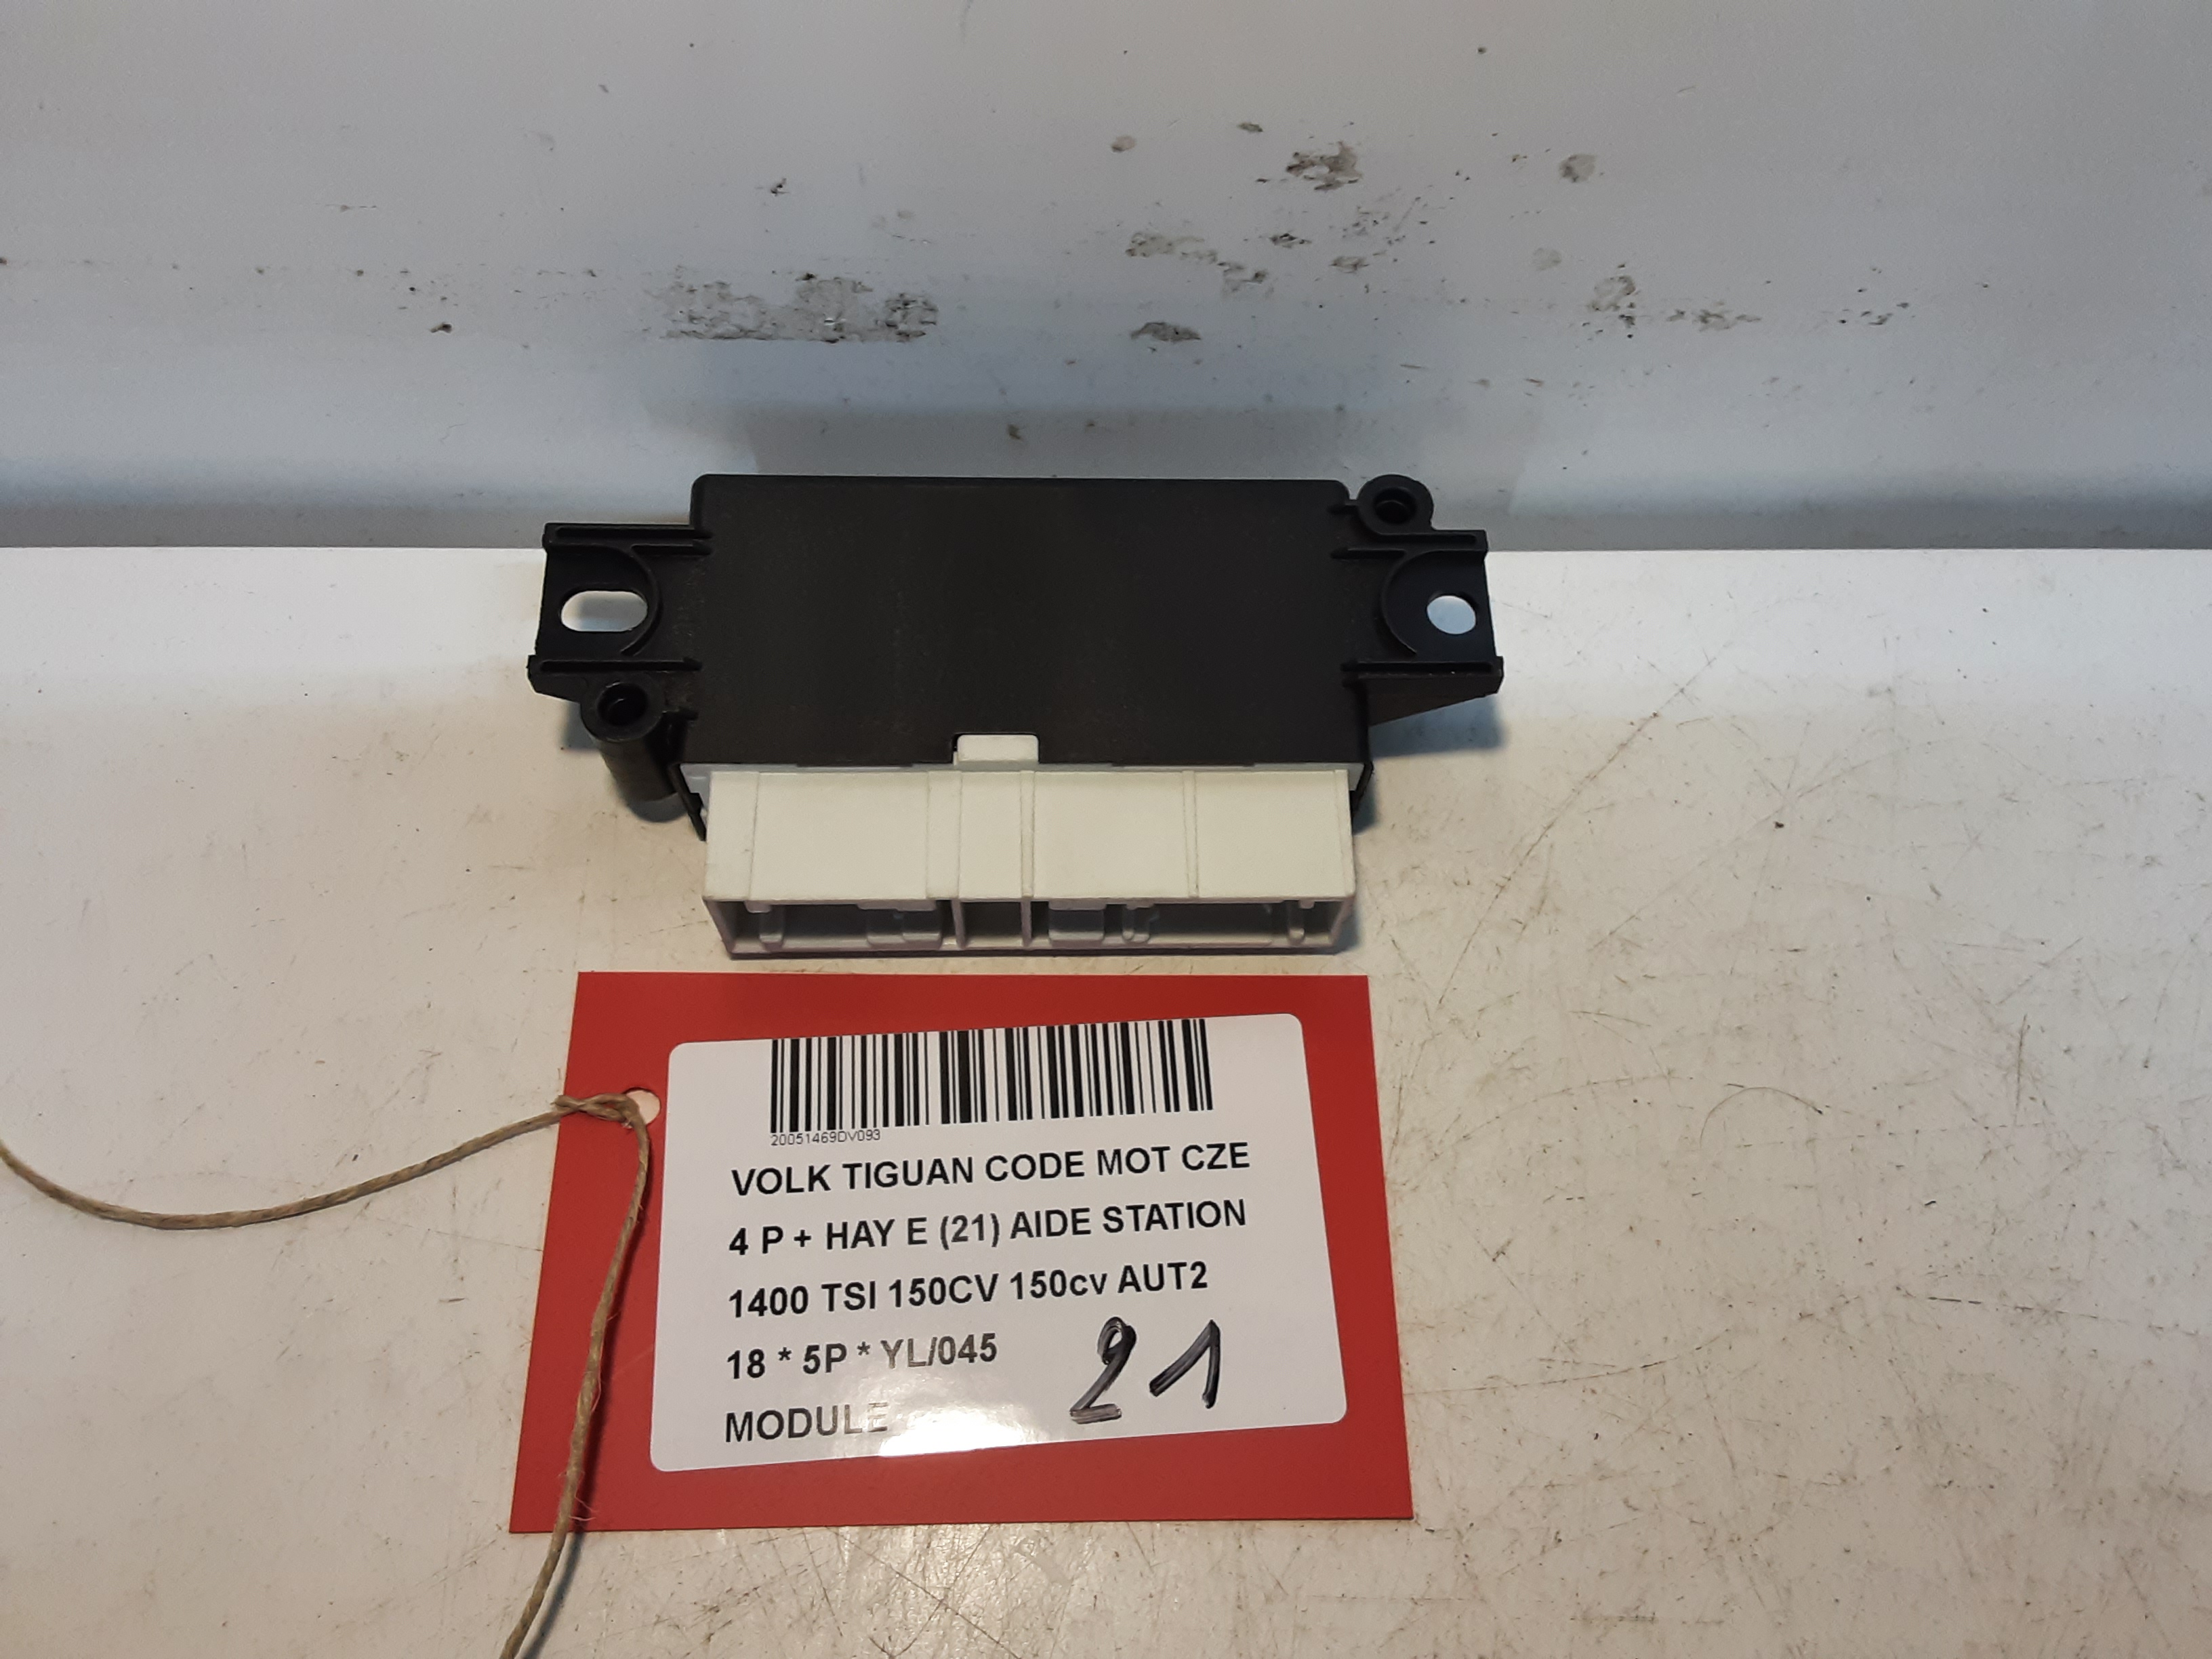 20051469DV093
VOLK TIGUAN CODE MOT CZE
4 P + HAY E (21) AIDE STATION
1400 TSI 150CV 150cv AUT2
18 * 5P * YL/045
21
MODULE